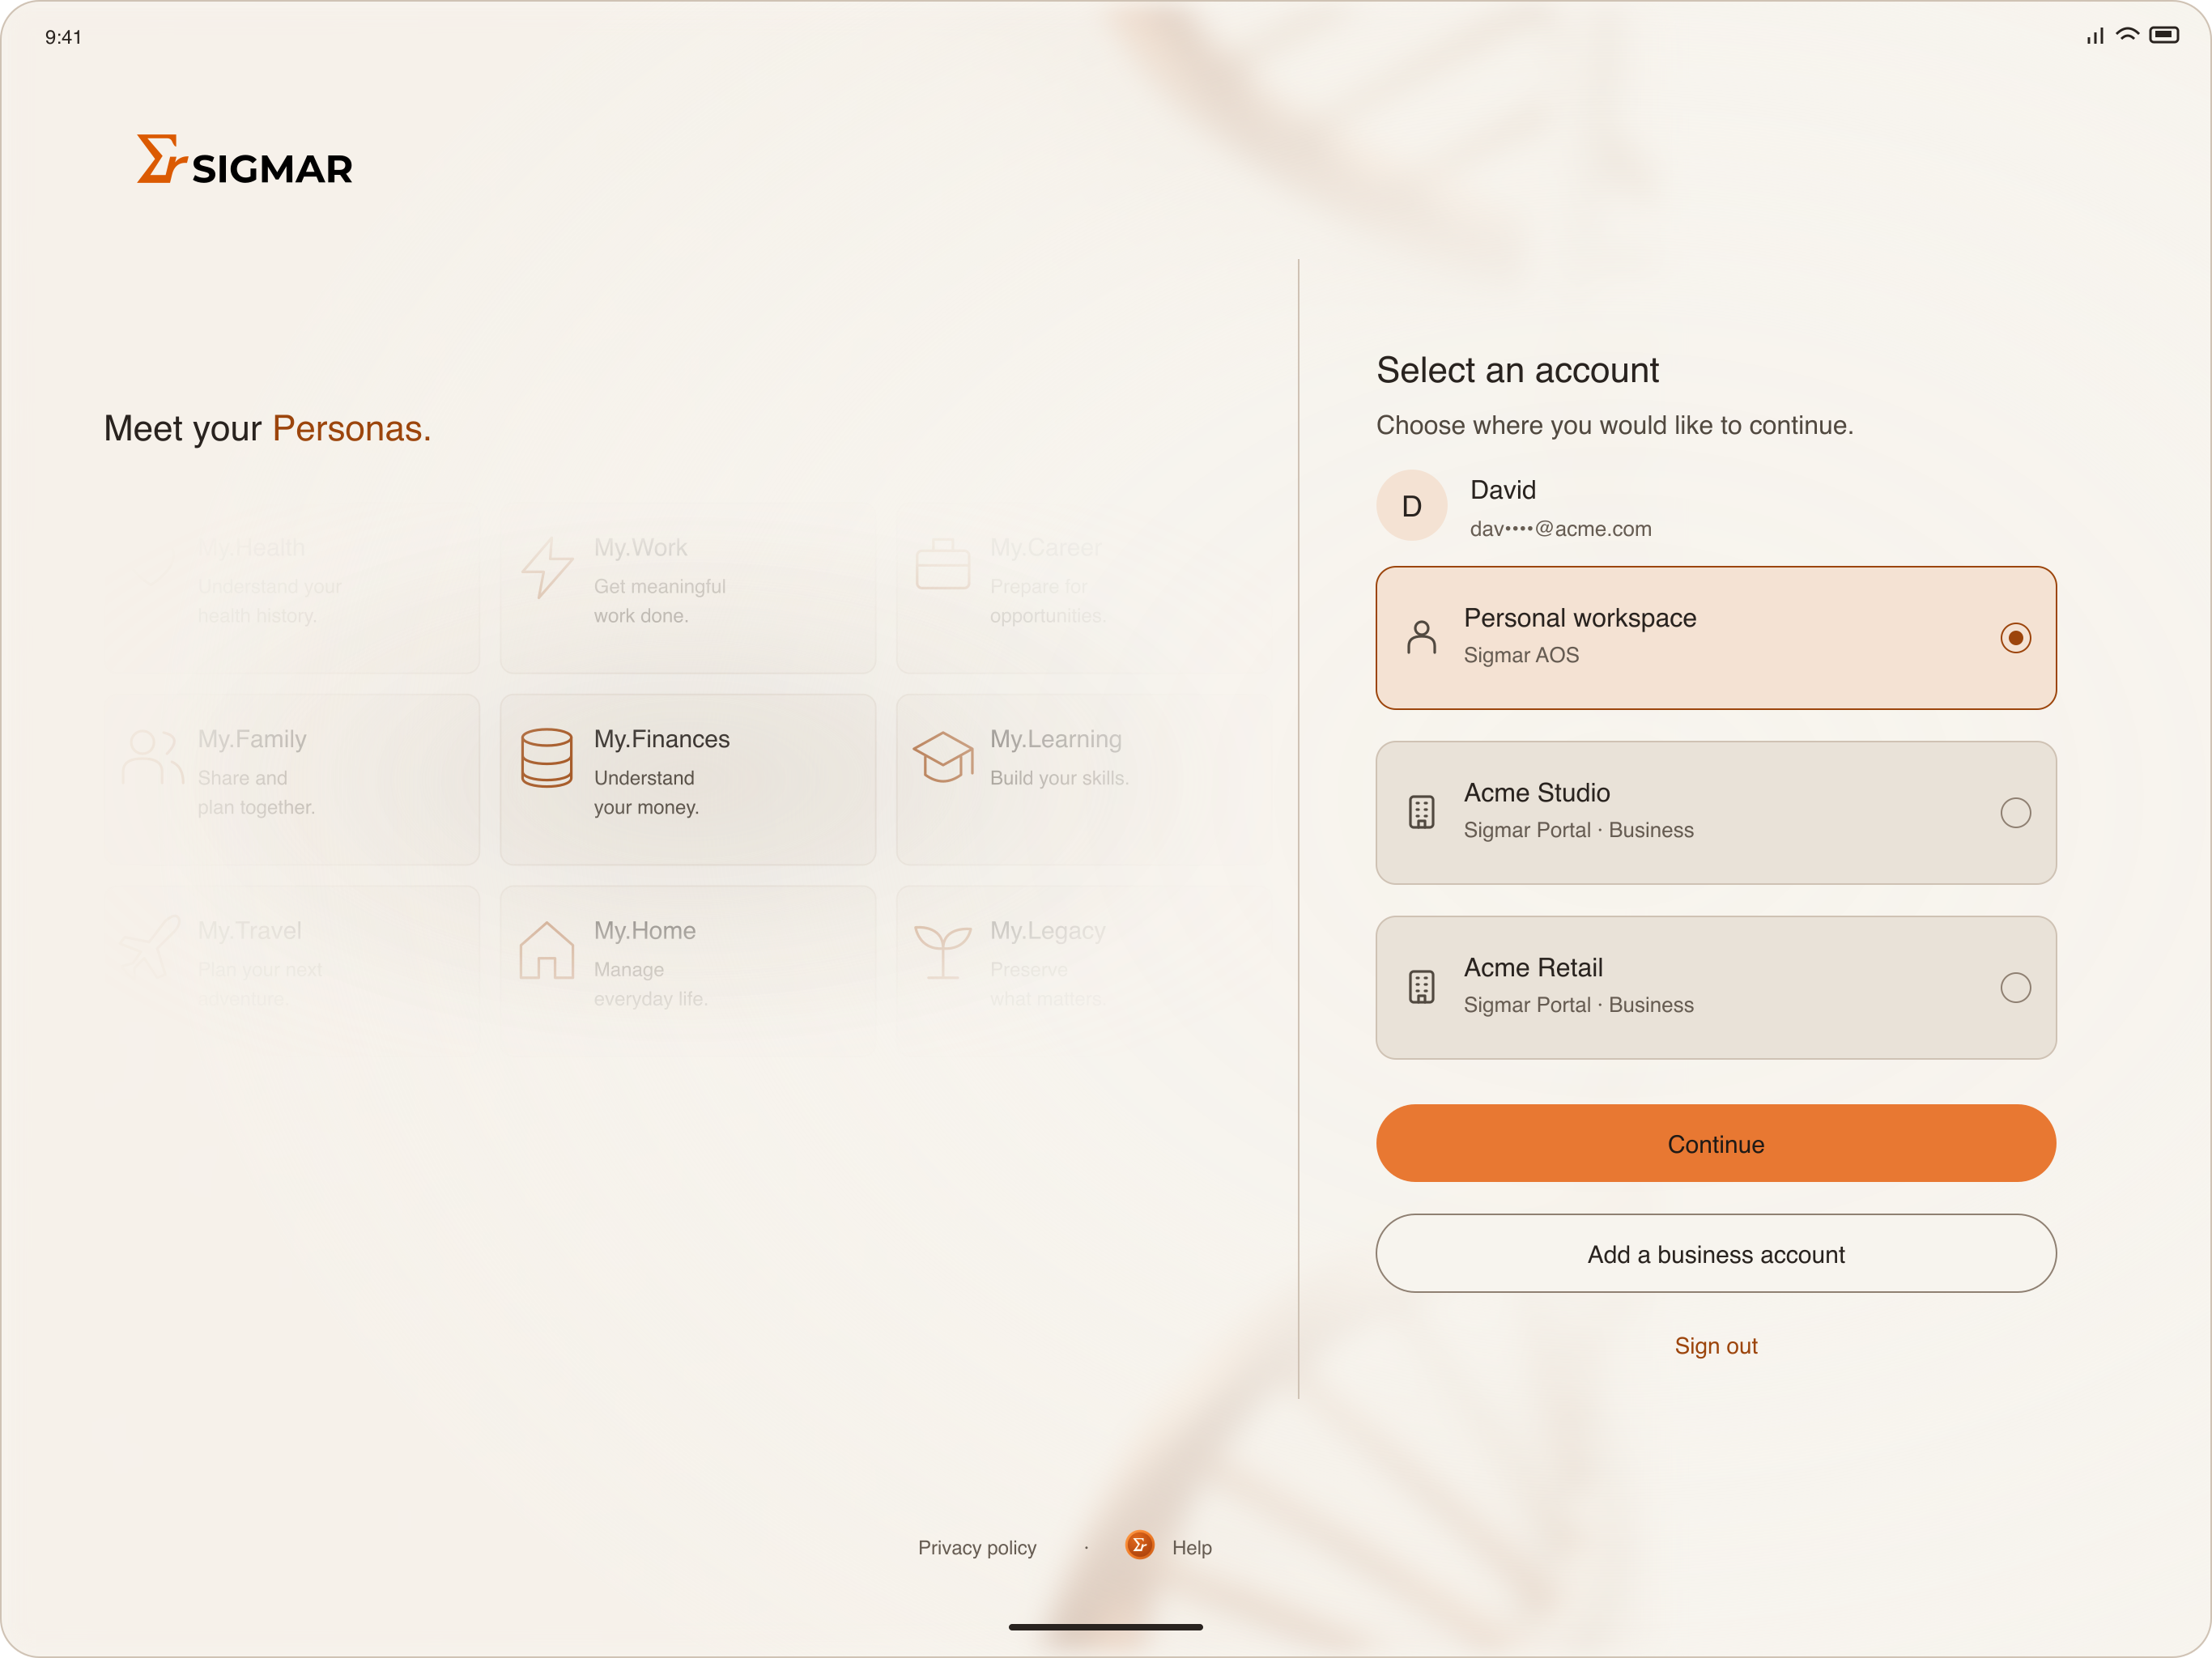 9:41
SIGMAR
Meet your Personas.
My.Health
Understand your
health history.
My.Work
Get meaningful
work done.
My.Career
Prepare for
opportunities.
My.Family
Share and
plan together.
My.Finances
Understand
your money.
My.Learning
Build your skills.
My.Travel
Plan your next
adventure.
My.Home
Manage
everyday life.
My.Legacy
Preserve
what matters.
Select an account
Choose where you would like to continue.
D
David
dav••••@acme.com
Personal workspace
Sigmar AOS
Acme Studio
Sigmar Portal · Business
Acme Retail
Sigmar Portal · Business
Continue
Add a business account
Sign out
Privacy policy · Help